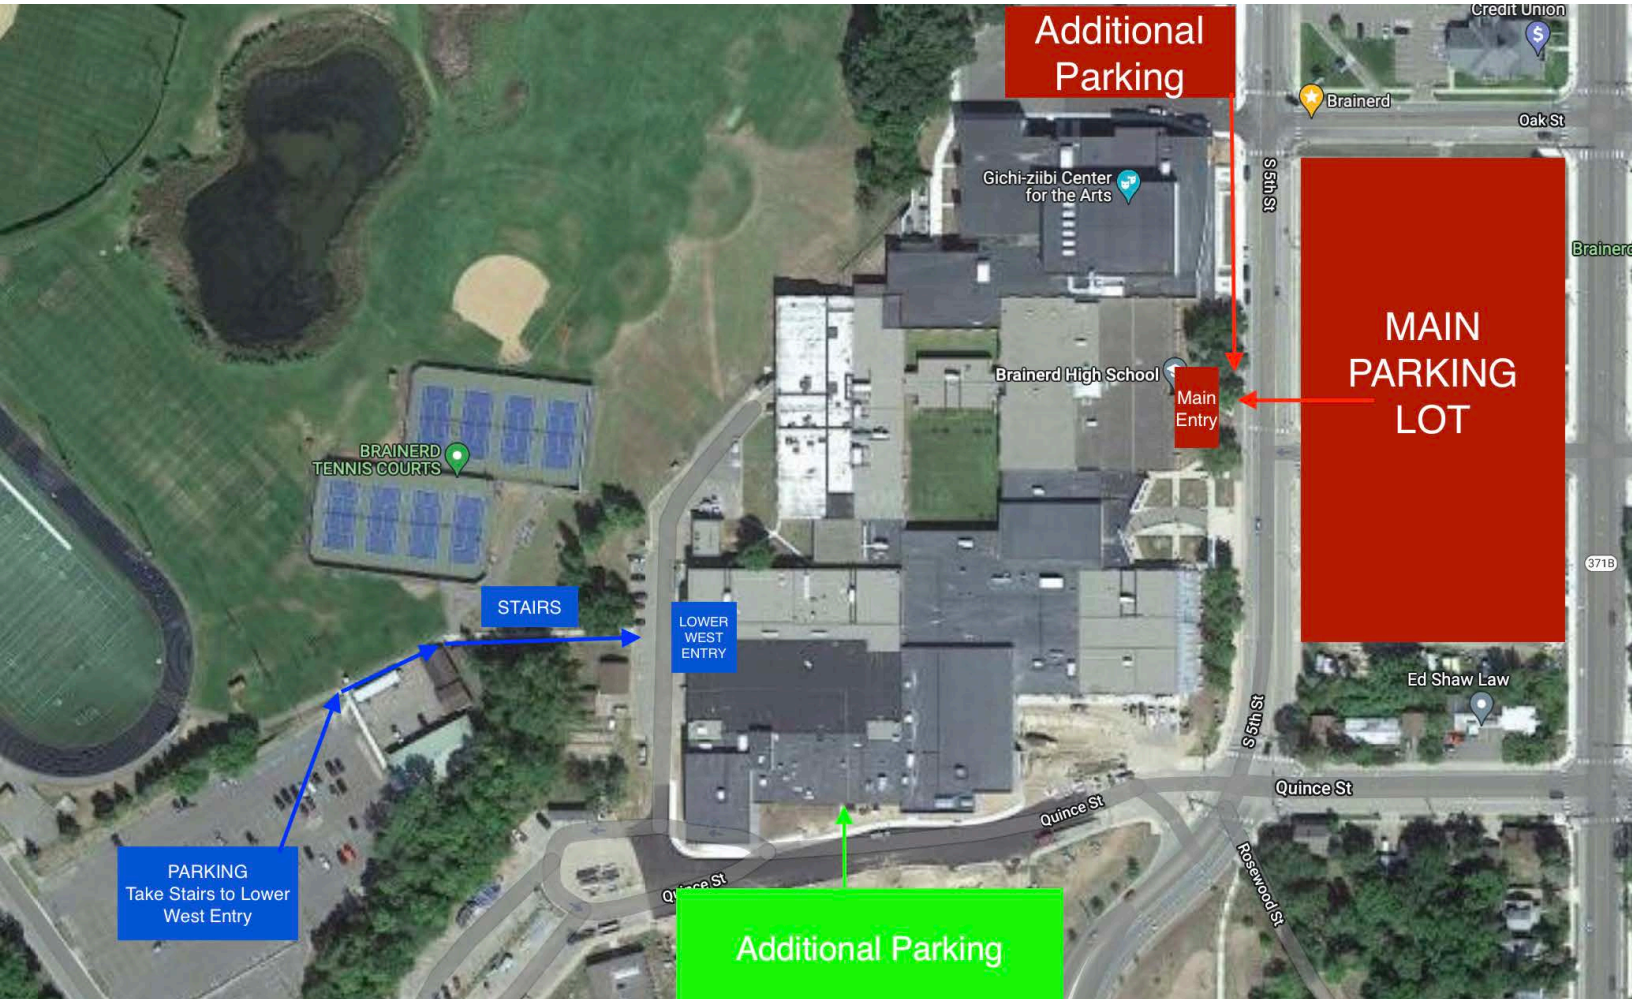 Additional
Parking
Credit Union
Brainerd
Oak St
S 5th St
Gichi-ziibi Center
for the Arts
MAIN
PARKING
LOT
Brainerd High School
Main
Entry
BRAINERD
TENNIS COURTS
371B
STAIRS
LOWER
WEST
ENTRY
Ed Shaw Law
S 5th St
Quince St
Quince St
Rosewood St
PARKING
Take Stairs to Lower
West Entry
Additional Parking